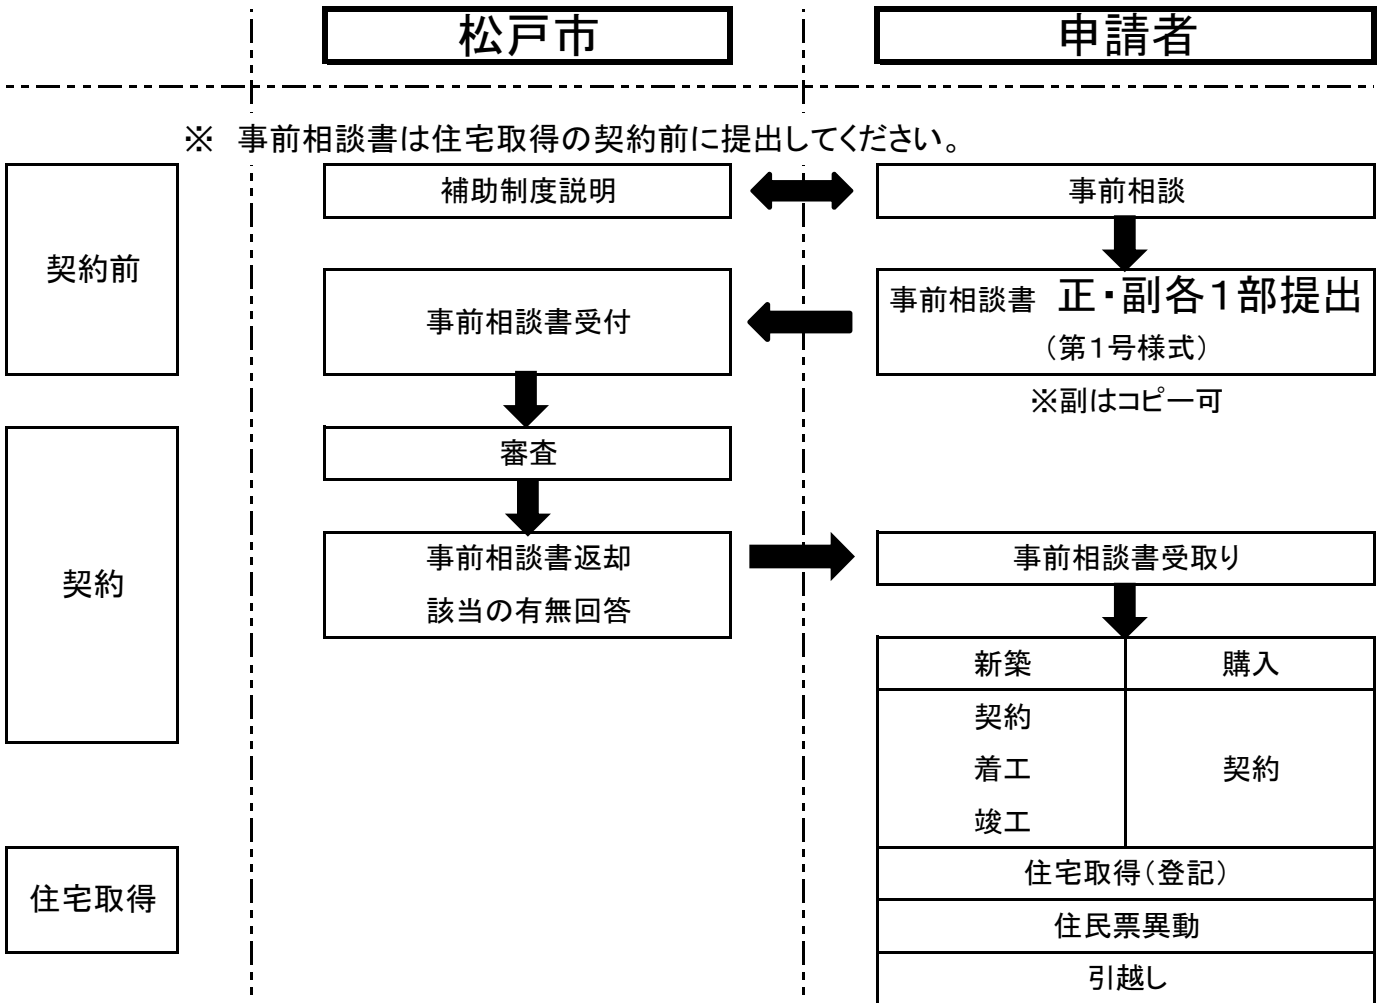 松戸市
申請者
※　事前相談書は住宅取得の契約前に提出してください。
契約前
補助制度説明
事前相談
事前相談書受付
事前相談書　正・副各１部提出
（第１号様式）
※副はコピー可
契約
審査
事前相談書返却
該当の有無回答
事前相談書受取り
新築
購入
契約
着工
竣工
契約
住宅取得
住宅取得（登記）
住民票異動
引越し